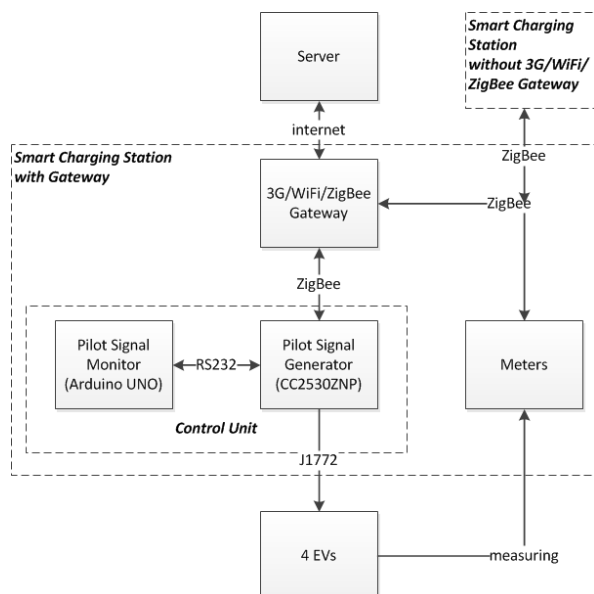 Server
Smart Charging
Station
without 3G/WiFi/
ZigBee Gateway
internet
Smart Charging Station
with Gateway
ZigBee
3G/WiFi/ZigBee
Gateway
ZigBee
ZigBee
Pilot Signal
Monitor
(Arduino UNO)
RS232
Pilot Signal
Generator
(CC2530ZNP)
Meters
Control Unit
J1772
4 EVs
measuring